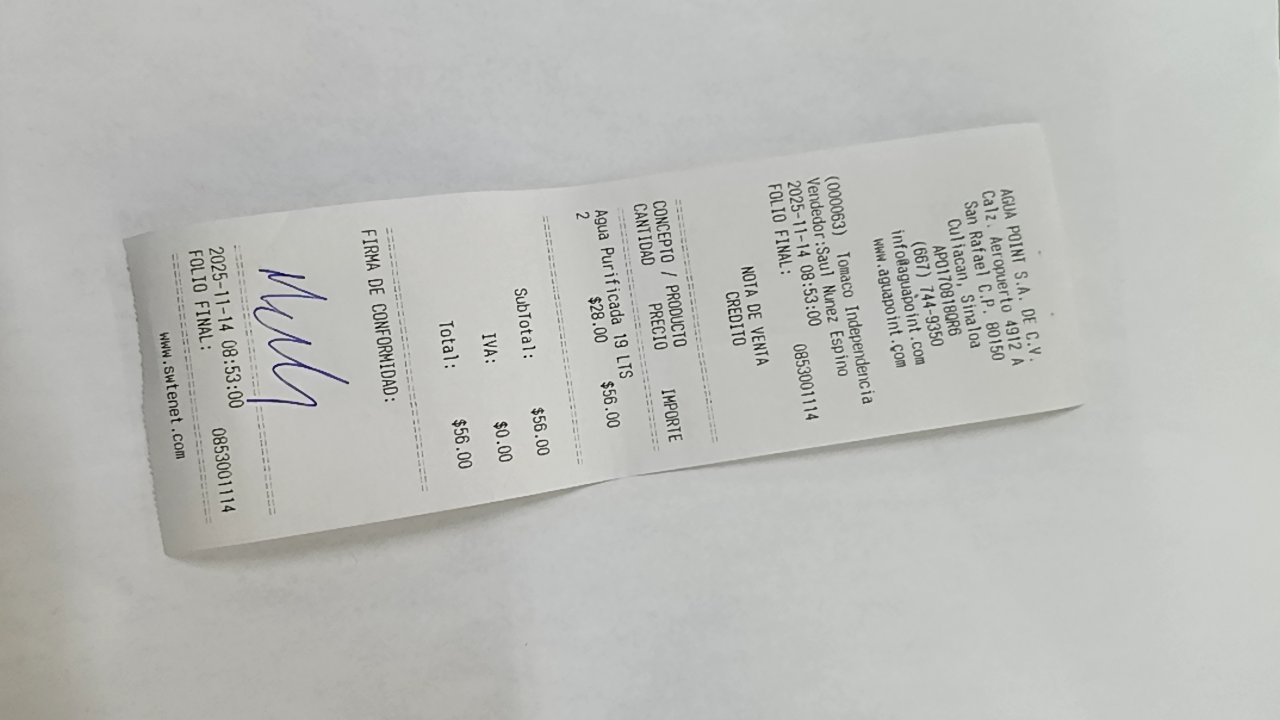 AGUA POINT S.A. DE C.V.
Calz. Aeropuerto 4912 A
San Rafael C.P. 80150
Culiacan, Sinaloa
APO170818QR6
(667) 744-9350
info@aguapoint.com
www.aguapoint.com
(000063) Tomaco Independencia
Vendedor:Saul Nunez Espino
2025-11-14 08:53:00
FOLIO FINAL: 0853001114
NOTA DE VENTA
CREDITO
CONCEPTO / PRODUCTO
CANTIDAD PRECIO IMPORTE
Agua Purificada 19 LTS
2 $28.00 $56.00
SubTotal: $56.00
IVA: $0.00
Total: $56.00
FIRMA DE CONFORMIDAD:
2025-11-14 08:53:00
FOLIO FINAL: 0853001114
www.swtenet.com